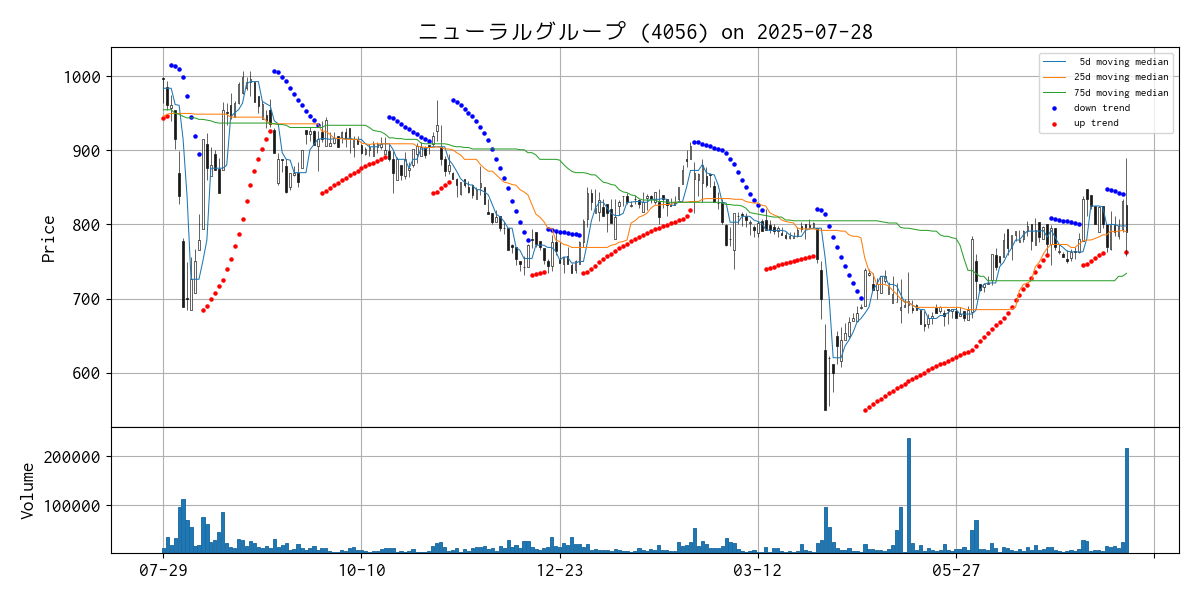 ニューラルグループ (4056) on 2025-07-28
5d moving median
25d moving median
75d moving median
down trend
up trend
Price
1000
900
800
700
600
Volume
200000
100000
07-29
10-10
12-23
03-12
05-27